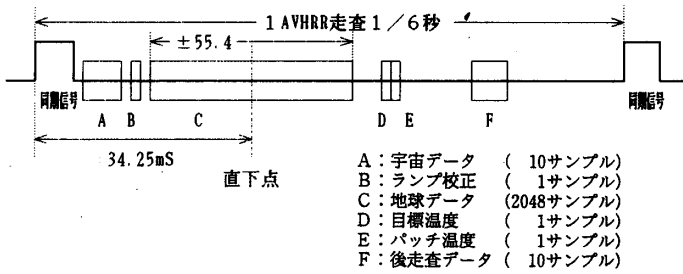 1 AVHRR走査1／6秒
±55.4
同期信号
同期信号
A
B
C
D
E
F
34.25mS
直下点
A：宇宙データ ( 10サンプル)
B：ランプ校正 ( 1サンプル)
C：地球データ (2048サンプル)
D：目標温度 ( 1サンプル)
E：パッチ温度 ( 1サンプル)
F：後走査データ ( 10サンプル)